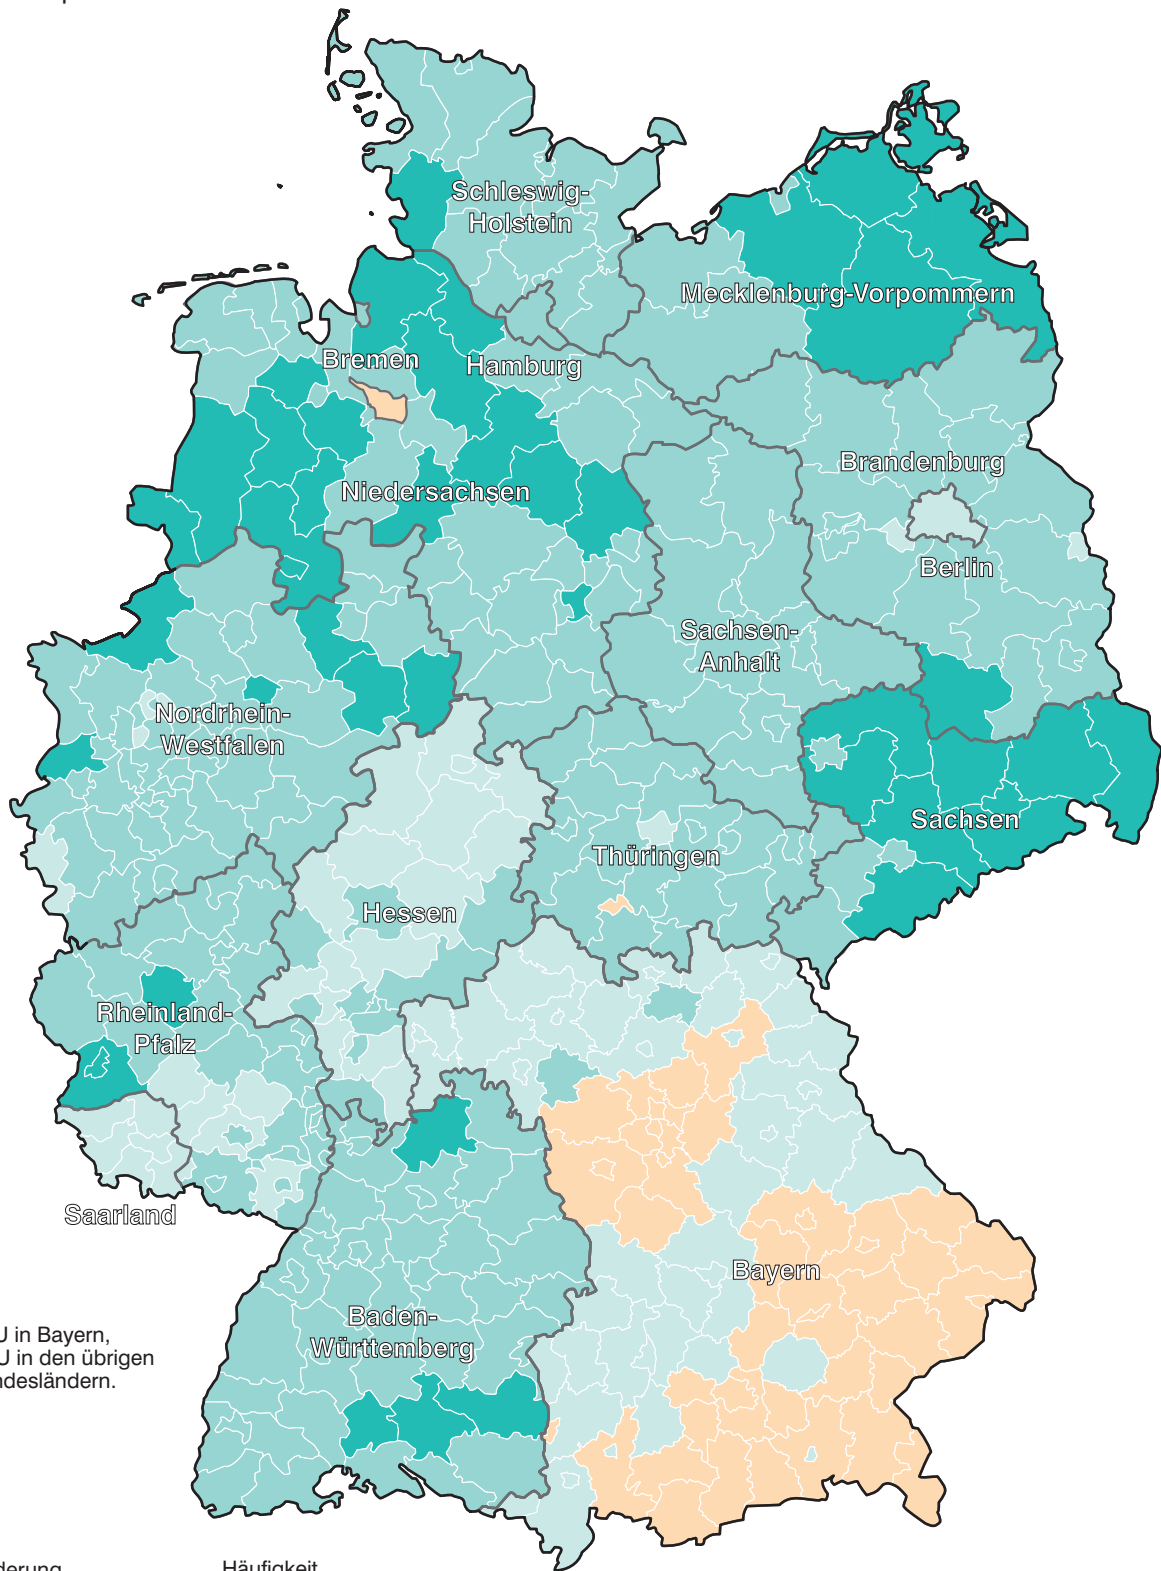 Schleswig-
Holstein
Mecklenburg-Vorpommern
Bremen
Hamburg
Brandenburg
Niedersachsen
Berlin
Sachsen-
Anhalt
Nordrhein-
Westfalen
Sachsen
Thüringen
Hessen
Rheinland-
Pfalz
Saarland
Bayern
Baden-
Württemberg
U in Bayern,
U in den übrigen
ndesländern.
derung
Häufigkeit